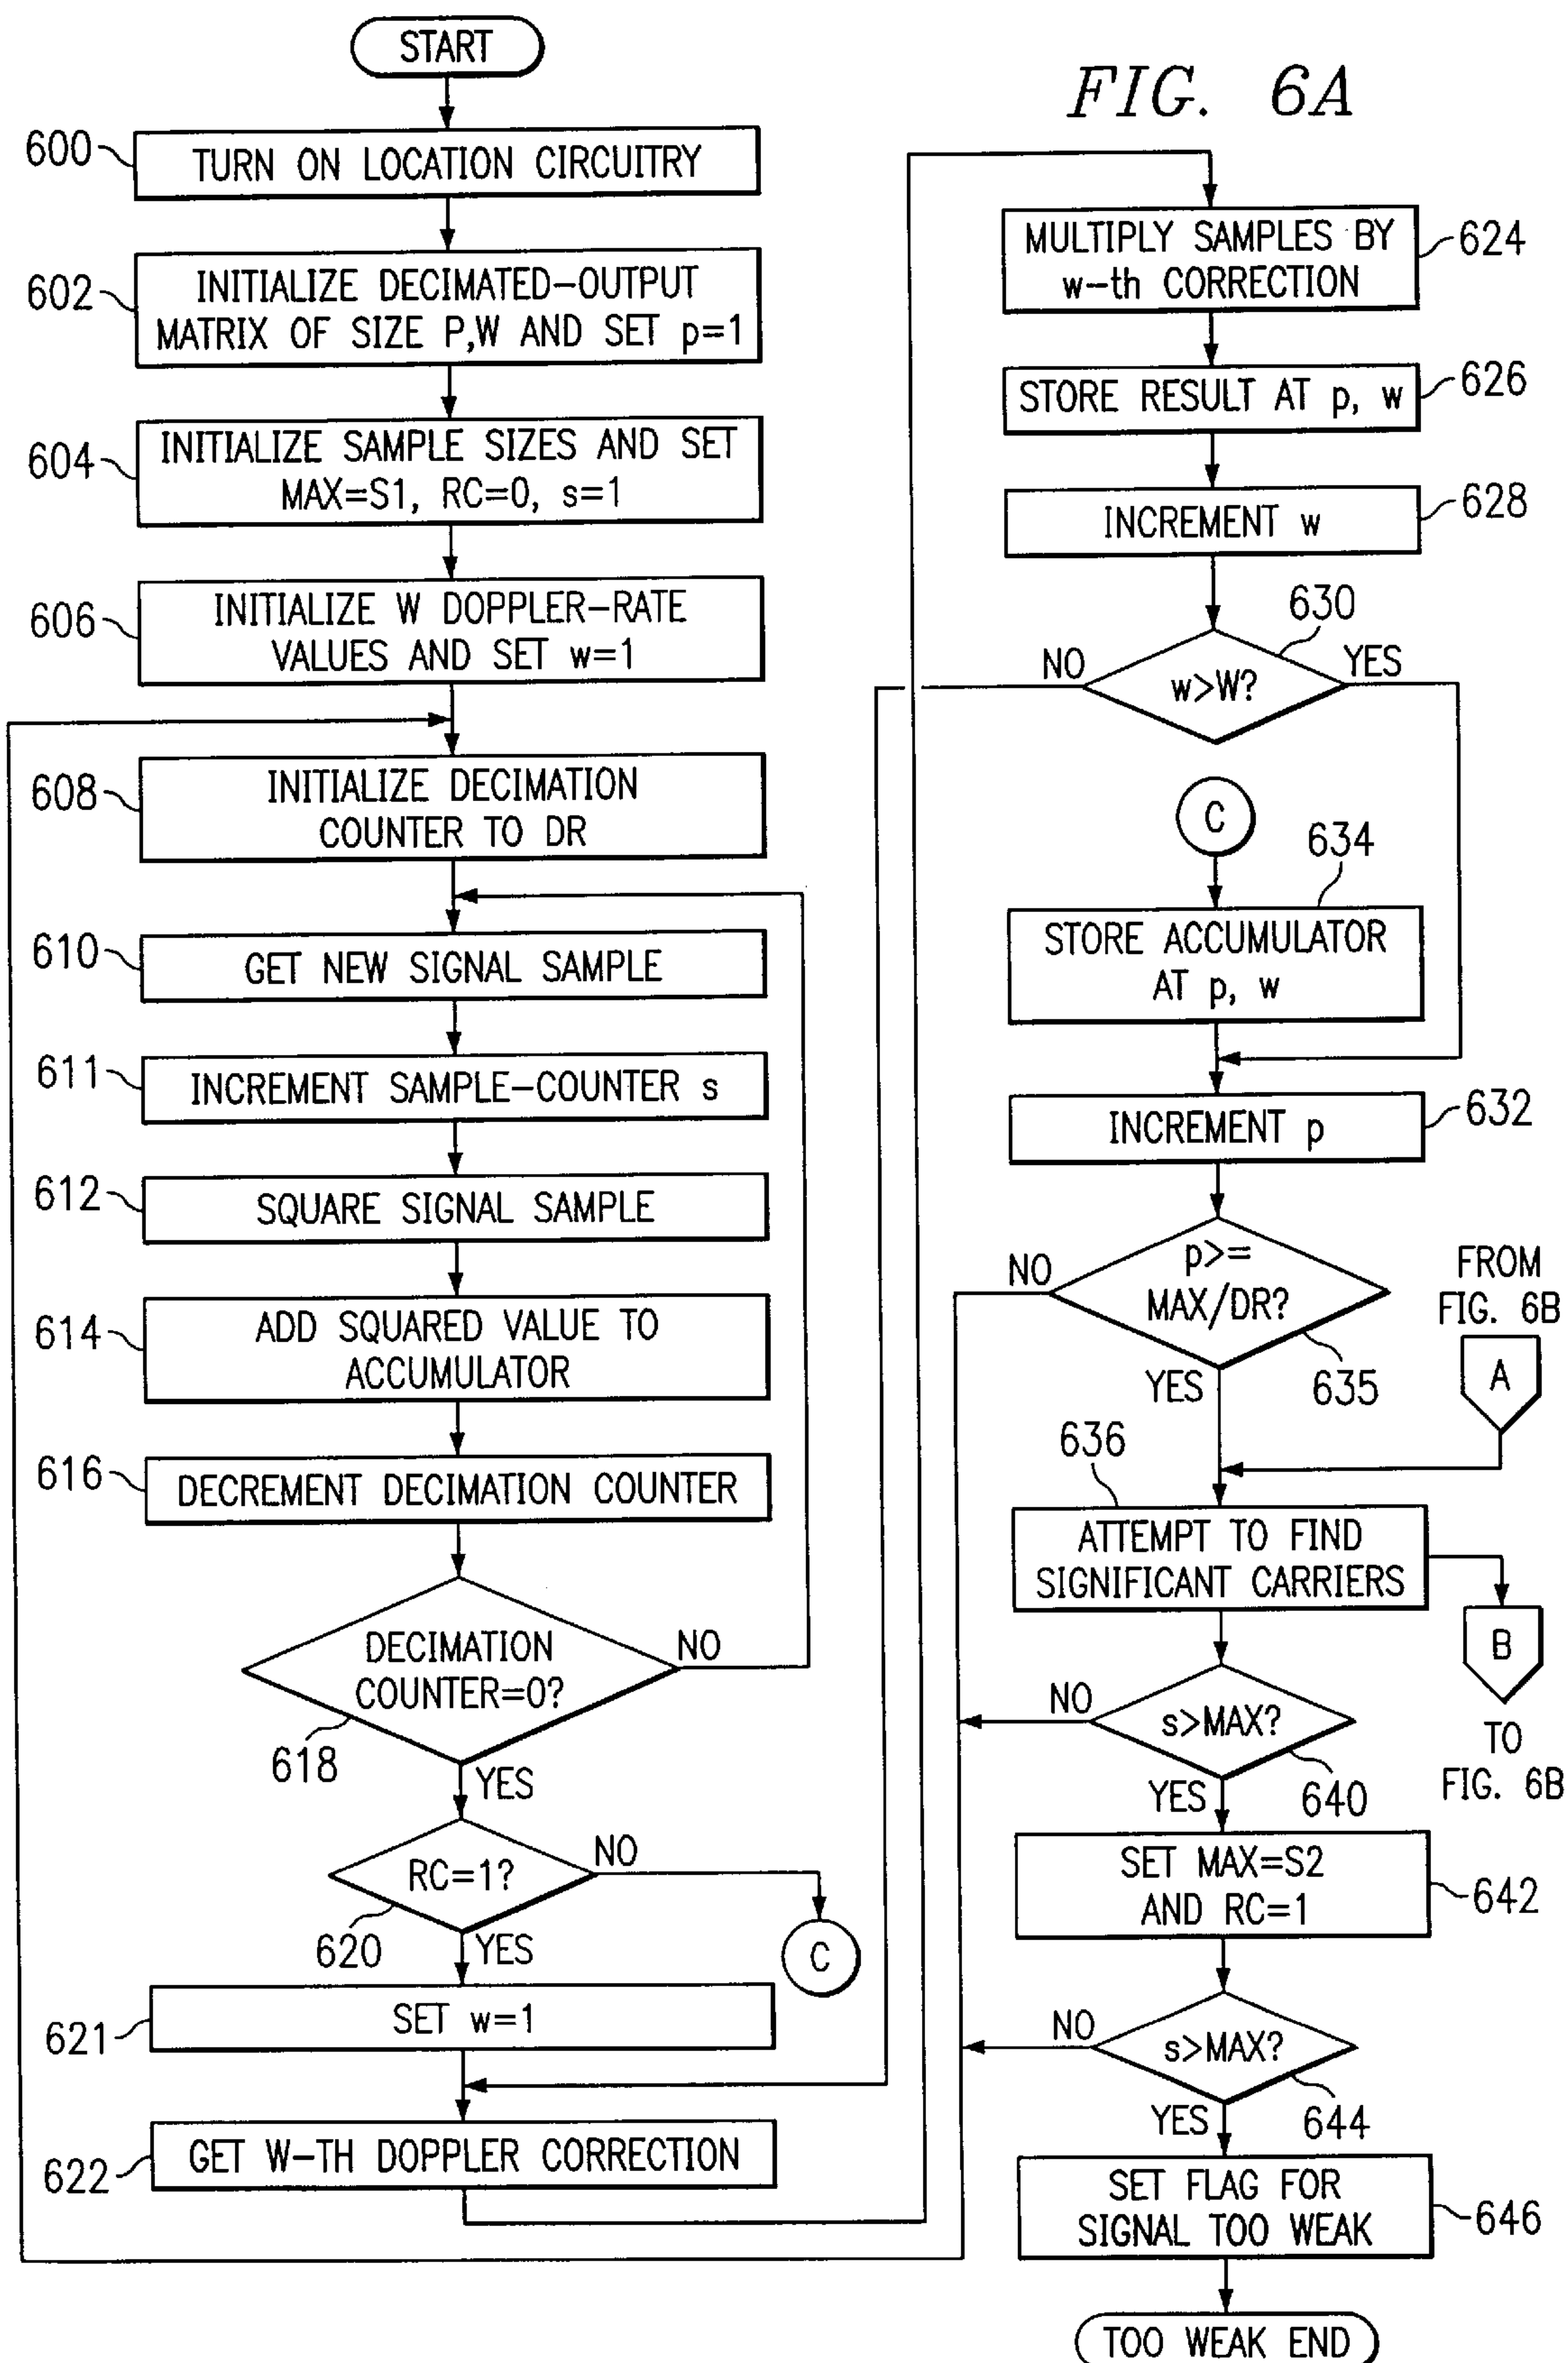 FIG. 6A
START
600
TURN ON LOCATION CIRCUITRY
602
INITIALIZE DECIMATED-OUTPUT
MATRIX OF SIZE P,W AND SET p=1
604
INITIALIZE SAMPLE SIZES AND SET
MAX=S1, RC=0, s=1
606
INITIALIZE W DOPPLER-RATE
VALUES AND SET w=1
608
INITIALIZE DECIMATION
COUNTER TO DR
610
GET NEW SIGNAL SAMPLE
611
INCREMENT SAMPLE-COUNTER s
612
SQUARE SIGNAL SAMPLE
614
ADD SQUARED VALUE TO
ACCUMULATOR
616
DECREMENT DECIMATION COUNTER
DECIMATION
COUNTER=0?
NO
618
YES
RC=1?
NO
620
YES
C
621
SET w=1
622
GET W-TH DOPPLER CORRECTION
MULTIPLY SAMPLES BY
w-th CORRECTION
624
STORE RESULT AT p, w
626
INCREMENT w
628
630
NO
w>W?
YES
C
634
STORE ACCUMULATOR
AT p, w
INCREMENT p
632
NO
p>=
MAX/DR?
YES
635
FROM
FIG. 6B
A
636
ATTEMPT TO FIND
SIGNIFICANT CARRIERS
B
TO
FIG. 6B
NO
s>MAX?
YES
640
SET MAX=S2
AND RC=1
642
NO
s>MAX?
YES
644
SET FLAG FOR
SIGNAL TOO WEAK
646
TOO WEAK END